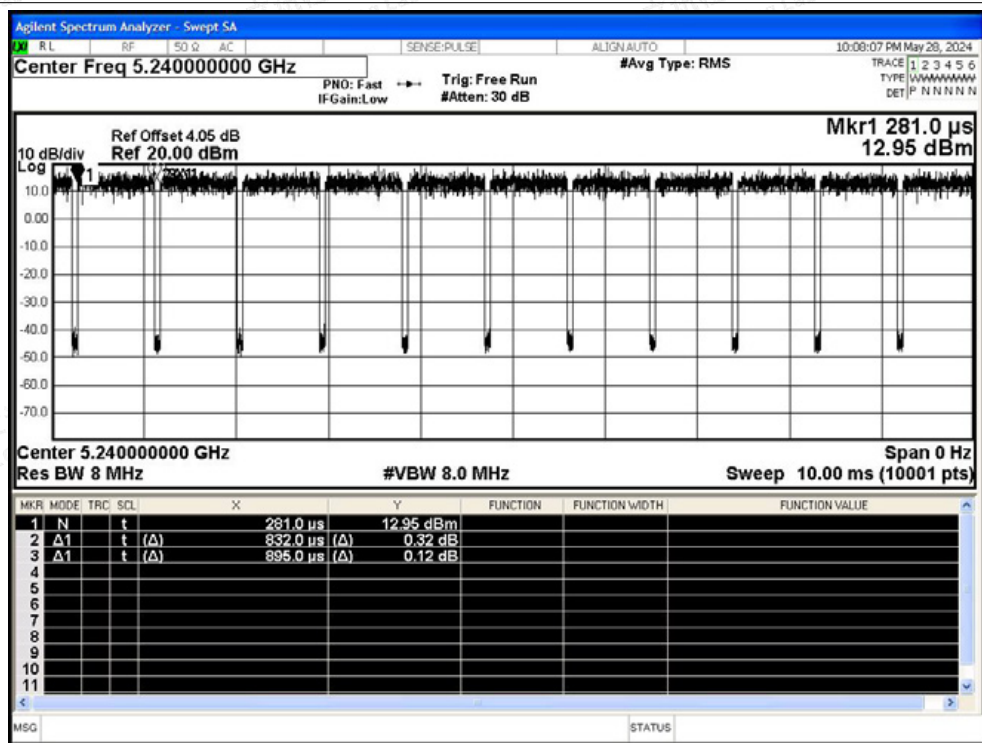 Agilent Spectrum Analyzer - Swept SA
RL RF 50 Ω AC SENSE:PULSE ALIGN AUTO 10:08:07 PM May 28, 2024
Center Freq 5.240000000 GHz #Avg Type: RMS TRACE 1 2 3 4 5 6
PNO: Fast Trig: Free Run TYPE WWWWWW
IFGain:Low #Atten: 30 dB DET P N N N N N
Mkr1 281.0 µs
Ref Offset 4.05 dB
10 dB/div Ref 20.00 dBm 12.95 dBm
Log
1
10.0
0.00
-10.0
-20.0
-30.0
-40.0
-50.0
-60.0
-70.0
Center 5.240000000 GHz Span 0 Hz
Res BW 8 MHz #VBW 8.0 MHz Sweep 10.00 ms (10001 pts)
MKR MODE TRC SCL X Y FUNCTION FUNCTION WIDTH FUNCTION VALUE
1 N t 281.0 µs 12.95 dBm
2 Δ1 t (Δ) 832.0 µs (Δ) 0.32 dB
3 Δ1 t (Δ) 895.0 µs (Δ) 0.12 dB
4
5
6
7
8
9
10
11
MSG STATUS